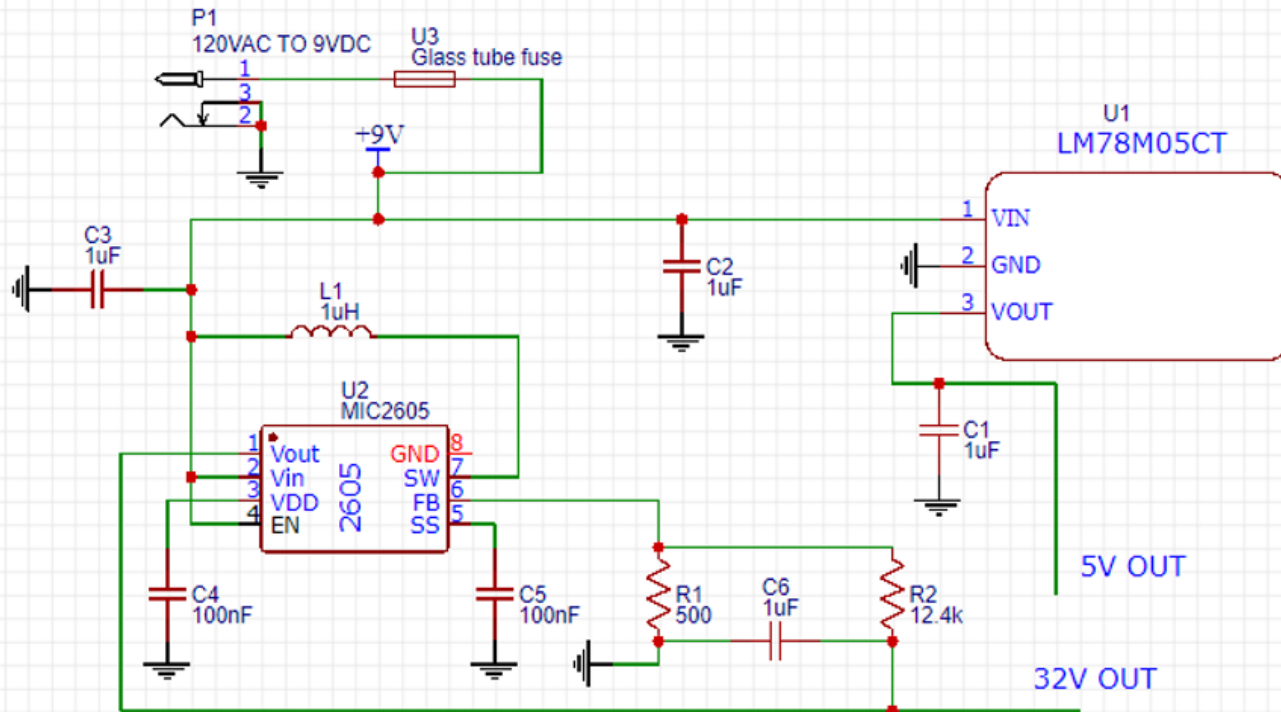 P1
120VAC TO 9VDC
1
3
2
U3
Glass tube fuse
+9V
U1
LM78M05CT
1 VIN
2 GND
3 VOUT
C3
1uF
C2
1uF
L1
1uH
U2
MIC2605
1 Vout
2 Vin
3 VDD
4 EN
2605
GND 8
SW 7
FB 6
SS 5
C1
1uF
C4
100nF
C5
100nF
R1
500
C6
1uF
R2
12.4k
5V OUT
32V OUT